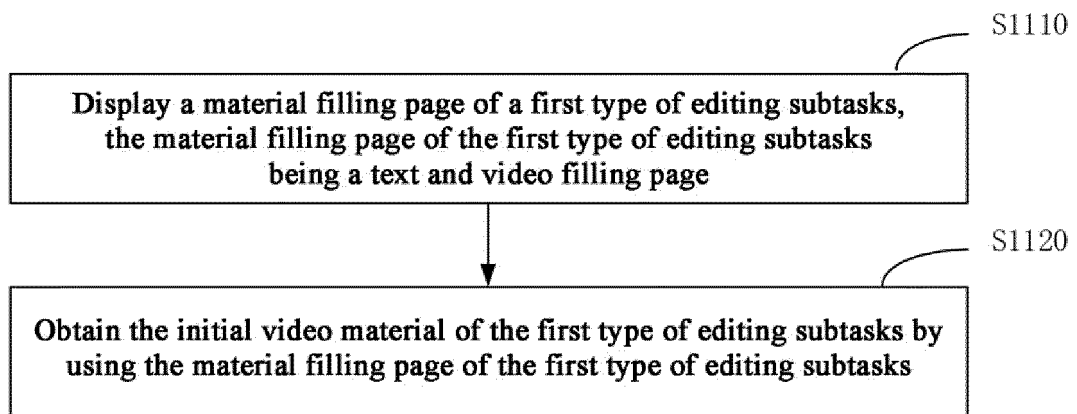 S1110
Display a material filling page of a first type of editing subtasks,
the material filling page of the first type of editing subtasks
being a text and video filling page
S1120
Obtain the initial video material of the first type of editing subtasks by
using the material filling page of the first type of editing subtasks